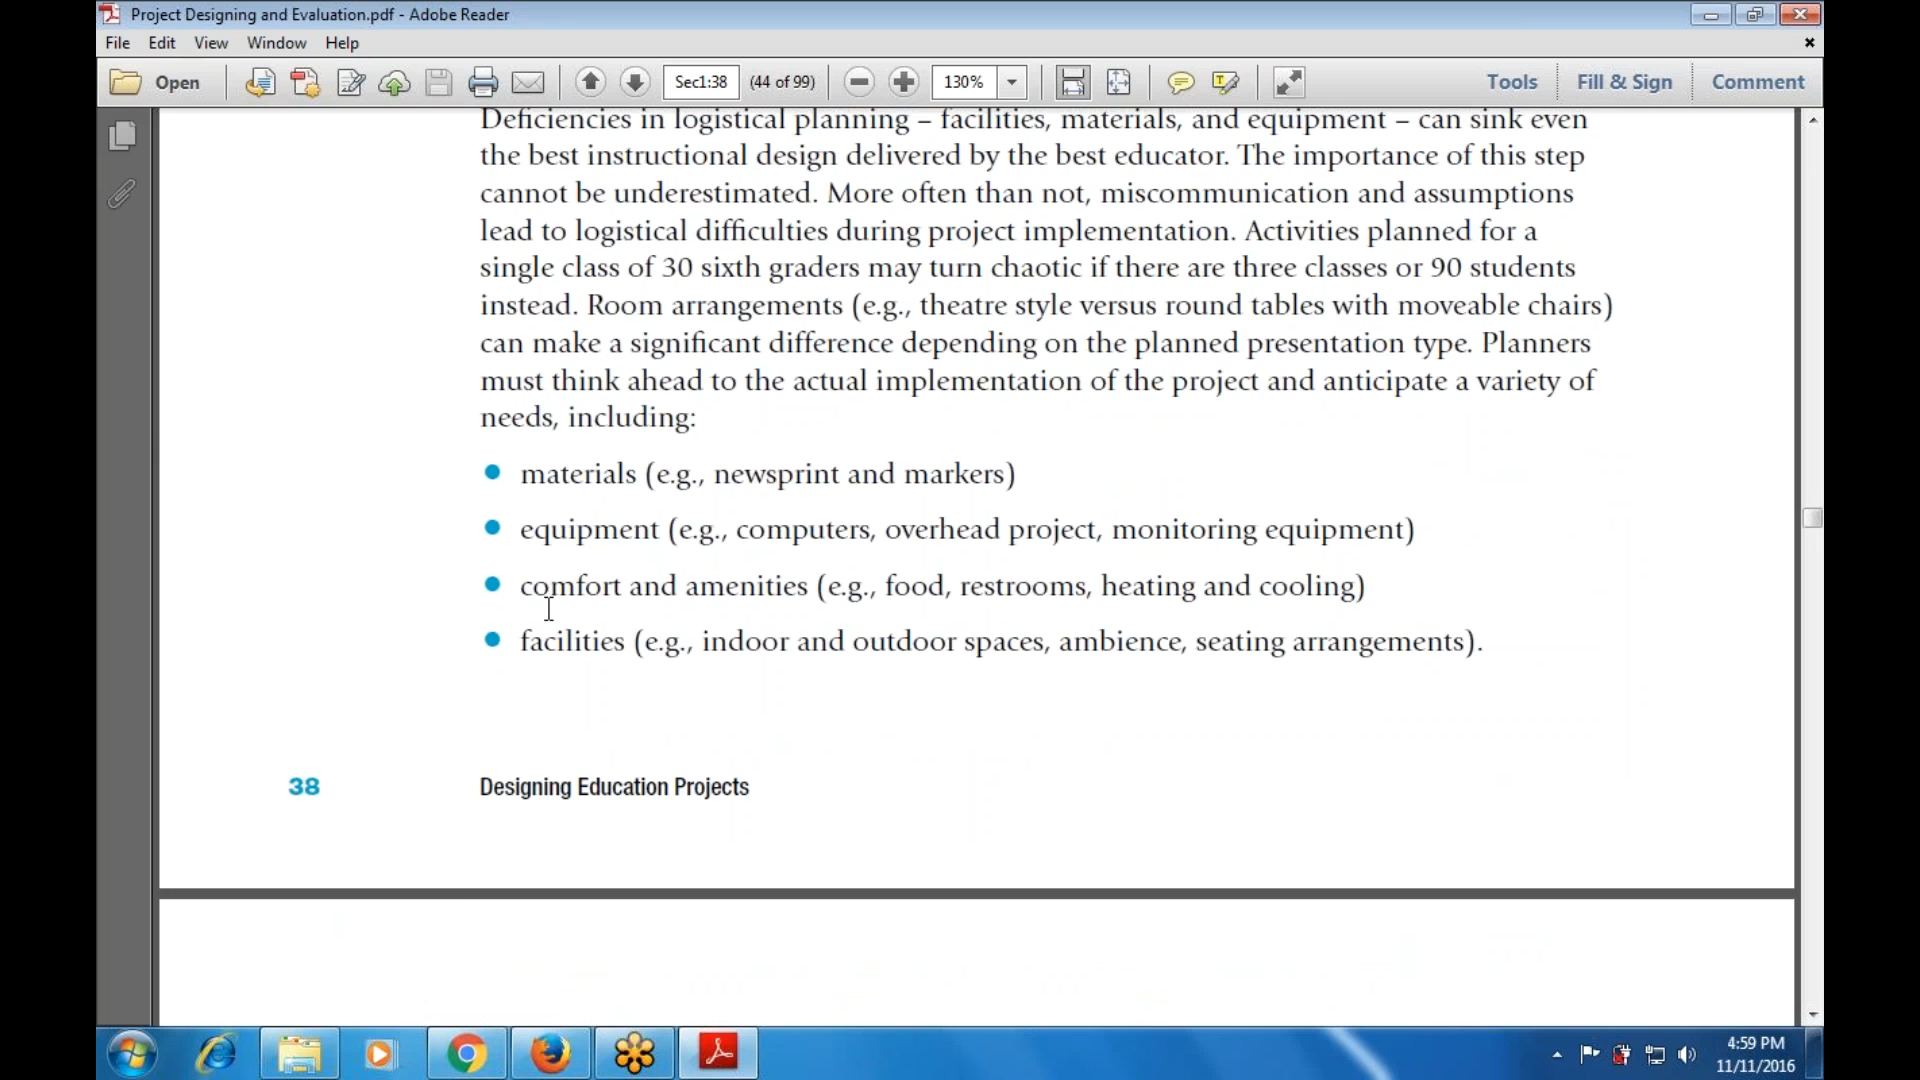 Project Designing and Evaluation.pdf - Adobe Reader
File Edit View Window Help
Open Sec1:38 (44 of 99) 130% Tools Fill & Sign Comment
Deficiencies in logistical planning – facilities, materials, and equipment – can sink even
the best instructional design delivered by the best educator. The importance of this step
cannot be underestimated. More often than not, miscommunication and assumptions
lead to logistical difficulties during project implementation. Activities planned for a
single class of 30 sixth graders may turn chaotic if there are three classes or 90 students
instead. Room arrangements (e.g., theatre style versus round tables with moveable chairs)
can make a significant difference depending on the planned presentation type. Planners
must think ahead to the actual implementation of the project and anticipate a variety of
needs, including:
• materials (e.g., newsprint and markers)
• equipment (e.g., computers, overhead project, monitoring equipment)
• comfort and amenities (e.g., food, restrooms, heating and cooling)
• facilities (e.g., indoor and outdoor spaces, ambience, seating arrangements).
38 Designing Education Projects
4:59 PM
11/11/2016